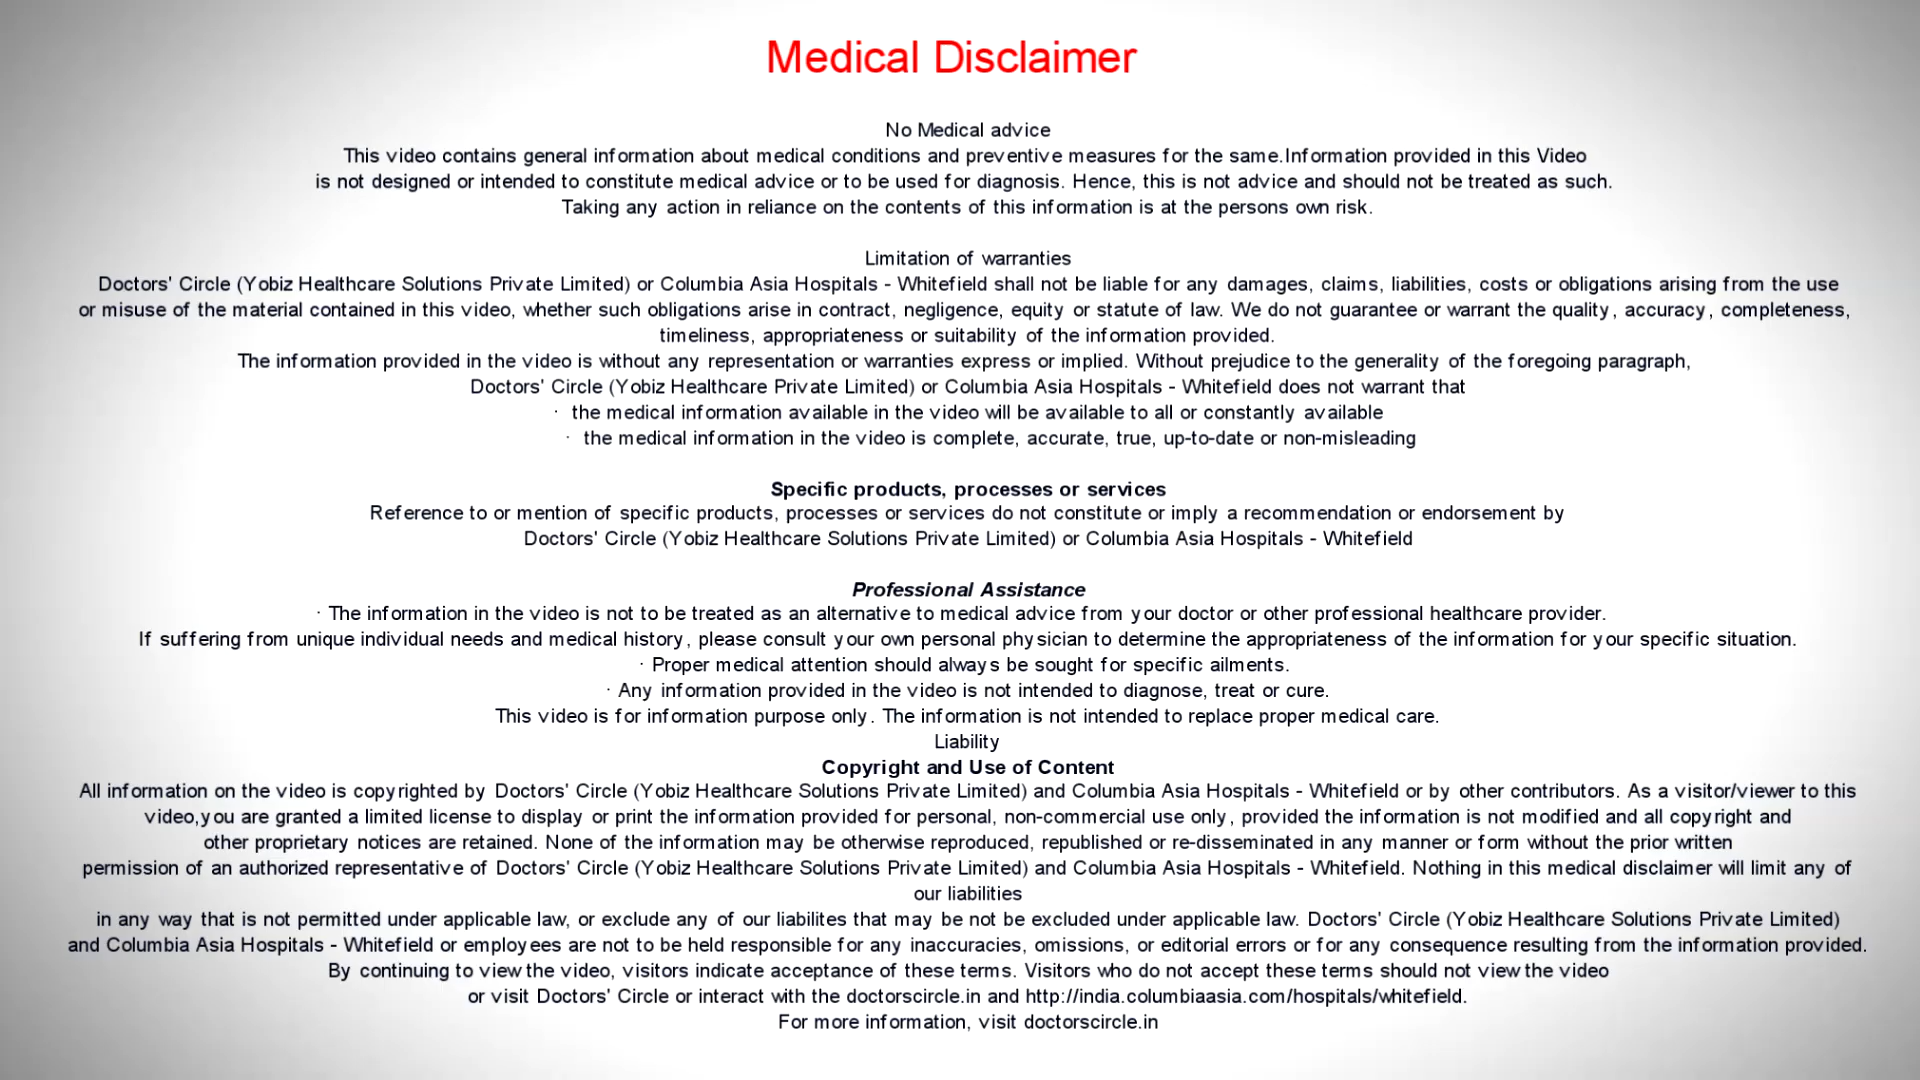 Medical Disclaimer
No Medical advice
This video contains general information about medical conditions and preventive measures for the same.Information provided in this Video
is not designed or intended to constitute medical advice or to be used for diagnosis. Hence, this is not advice and should not be treated as such.
Taking any action in reliance on the contents of this information is at the persons own risk.
Limitation of warranties
Doctors' Circle (Yobiz Healthcare Solutions Private Limited) or Columbia Asia Hospitals - Whitefield shall not be liable for any damages, claims, liabilities, costs or obligations arising from the use
or misuse of the material contained in this video, whether such obligations arise in contract, negligence, equity or statute of law. We do not guarantee or warrant the quality, accuracy, completeness,
timeliness, appropriateness or suitability of the information provided.
The information provided in the video is without any representation or warranties express or implied. Without prejudice to the generality of the foregoing paragraph,
Doctors' Circle (Yobiz Healthcare Private Limited) or Columbia Asia Hospitals - Whitefield does not warrant that
· the medical information available in the video will be available to all or constantly available
· the medical information in the video is complete, accurate, true, up-to-date or non-misleading
Specific products, processes or services
Reference to or mention of specific products, processes or services do not constitute or imply a recommendation or endorsement by
Doctors' Circle (Yobiz Healthcare Solutions Private Limited) or Columbia Asia Hospitals - Whitefield
Professional Assistance
· The information in the video is not to be treated as an alternative to medical advice from your doctor or other professional healthcare provider.
If suffering from unique individual needs and medical history, please consult your own personal physician to determine the appropriateness of the information for your specific situation.
· Proper medical attention should always be sought for specific ailments.
· Any information provided in the video is not intended to diagnose, treat or cure.
This video is for information purpose only. The information is not intended to replace proper medical care.
Liability
Copyright and Use of Content
All information on the video is copyrighted by Doctors' Circle (Yobiz Healthcare Solutions Private Limited) and Columbia Asia Hospitals - Whitefield or by other contributors. As a visitor/viewer to this
video,you are granted a limited license to display or print the information provided for personal, non-commercial use only, provided the information is not modified and all copyright and
other proprietary notices are retained. None of the information may be otherwise reproduced, republished or re-disseminated in any manner or form without the prior written
permission of an authorized representative of Doctors' Circle (Yobiz Healthcare Solutions Private Limited) and Columbia Asia Hospitals - Whitefield. Nothing in this medical disclaimer will limit any of
our liabilities
in any way that is not permitted under applicable law, or exclude any of our liabilites that may be not be excluded under applicable law. Doctors' Circle (Yobiz Healthcare Solutions Private Limited)
and Columbia Asia Hospitals - Whitefield or employees are not to be held responsible for any inaccuracies, omissions, or editorial errors or for any consequence resulting from the information provided.
By continuing to view the video, visitors indicate acceptance of these terms. Visitors who do not accept these terms should not view the video
or visit Doctors' Circle or interact with the doctorscircle.in and http://india.columbiaasia.com/hospitals/whitefield.
For more information, visit doctorscircle.in